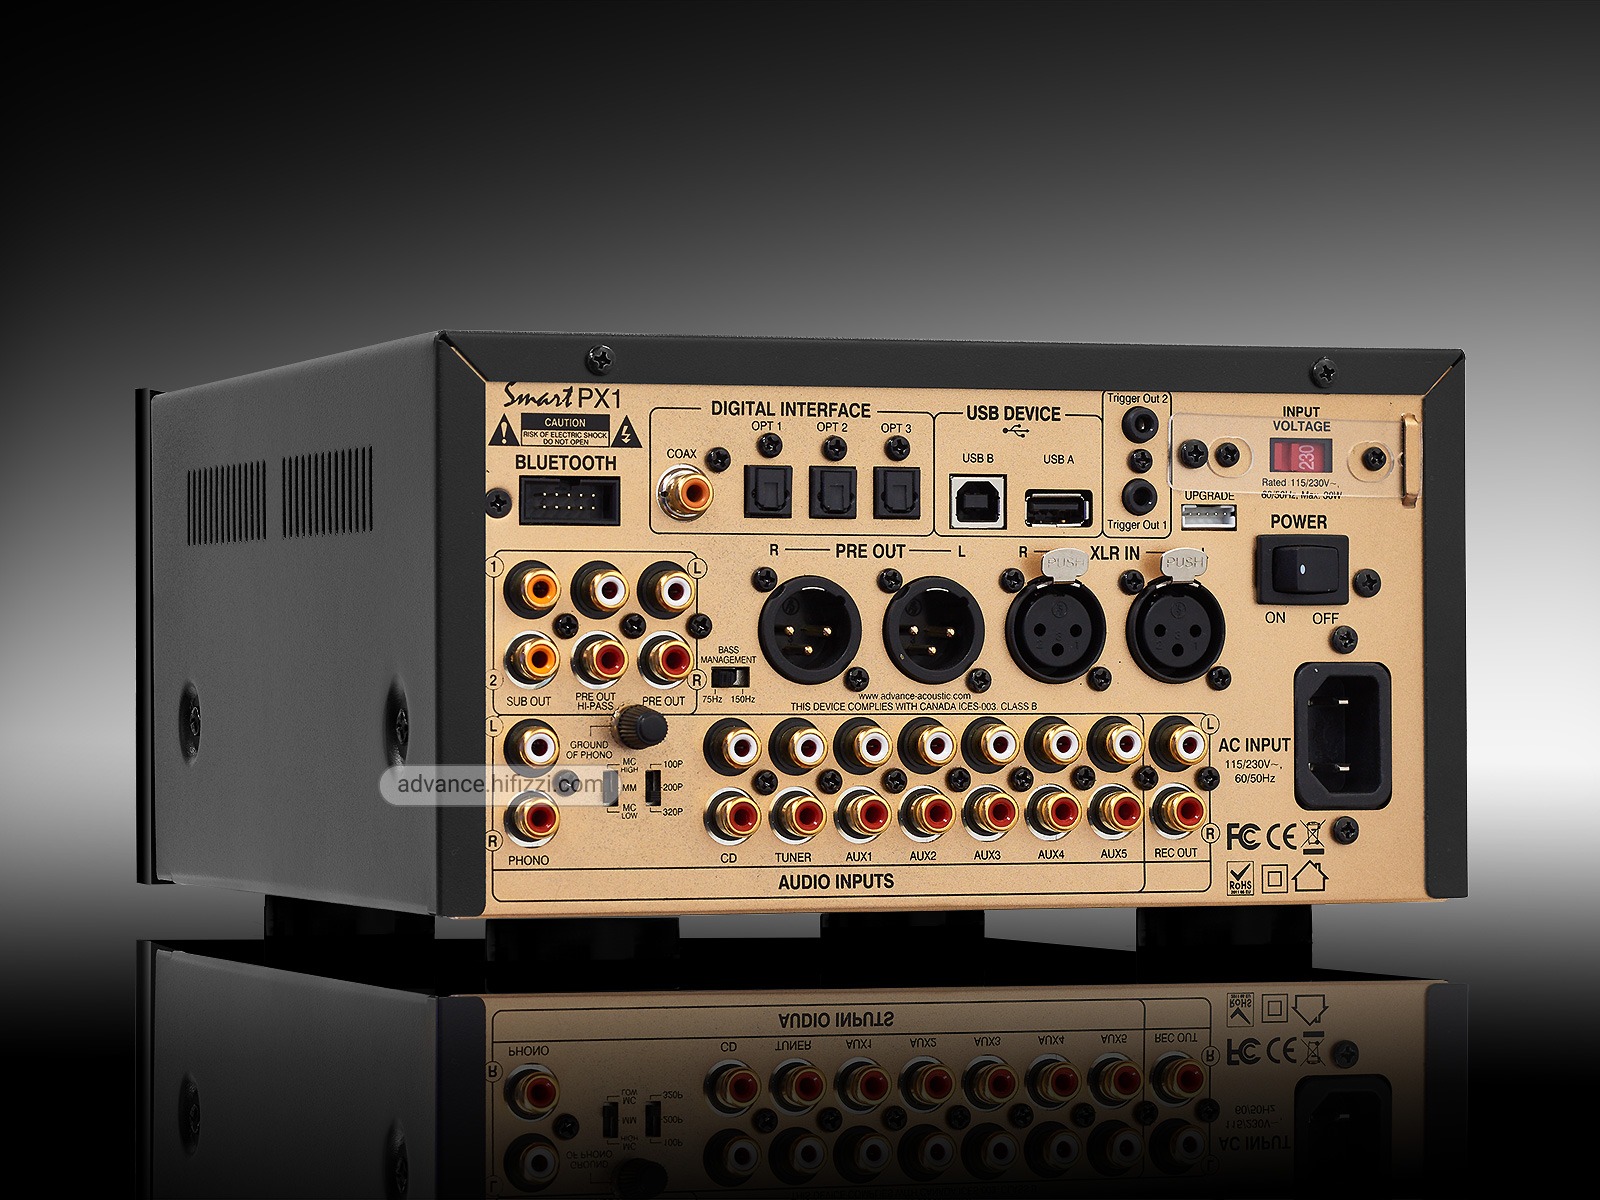 Smart PX1
CAUTION
RISK OF ELECTRIC SHOCK
DO NOT OPEN
BLUETOOTH
DIGITAL INTERFACE
COAX
OPT 1
OPT 2
OPT 3
USB DEVICE
USB B
USB A
Trigger Out 2
Trigger Out 1
INPUT
VOLTAGE
230
Rated 115/230V~,
60/50Hz, Max. 30W
UPGRADE
POWER
ON OFF
R PRE OUT L
R XLR IN
PUSH
PUSH
1
L
2
R
SUB OUT
PRE OUT
HI-PASS
PRE OUT
BASS
MANAGEMENT
75Hz 150Hz
www.advance-acoustic.com
THIS DEVICE COMPLIES WITH CANADA ICES-003. CLASS B
L
GROUND
OF PHONO
MC
HIGH
MM
MC
LOW
100P
200P
320P
advance.hifizzi.com
R
PHONO
L
R
CD
TUNER
AUX1
AUX2
AUX3
AUX4
AUX5
REC OUT
AUDIO INPUTS
AC INPUT
115/230V~,
60/50Hz
FC CE
RoHS